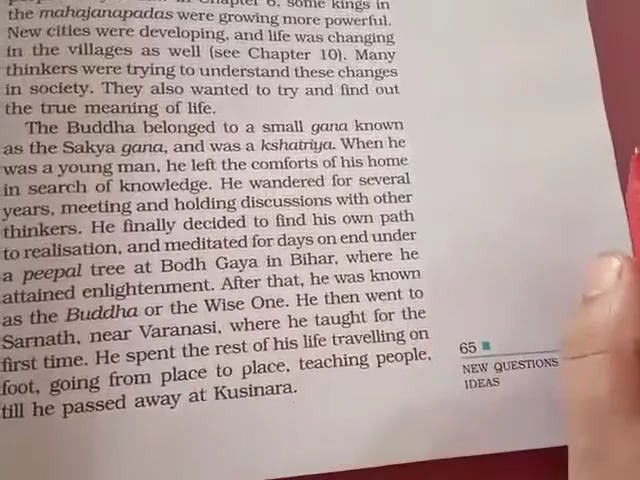 Chapter 6, some kings in
the mahajanapadas were growing more powerful.
New cities were developing, and life was changing
in the villages as well (see Chapter 10). Many
thinkers were trying to understand these changes
in society. They also wanted to try and find out
the true meaning of life.
The Buddha belonged to a small gana known
as the Sakya gana, and was a kshatriya. When he
was a young man, he left the comforts of his home
in search of knowledge. He wandered for several
years, meeting and holding discussions with other
thinkers. He finally decided to find his own path
to realisation, and meditated for days on end under
a peepal tree at Bodh Gaya in Bihar, where he
attained enlightenment. After that, he was known
as the Buddha or the Wise One. He then went to
Sarnath, near Varanasi, where he taught for the
first time. He spent the rest of his life travelling on
foot, going from place to place, teaching people,
till he passed away at Kusinara.
65
NEW QUESTIONS
IDEAS